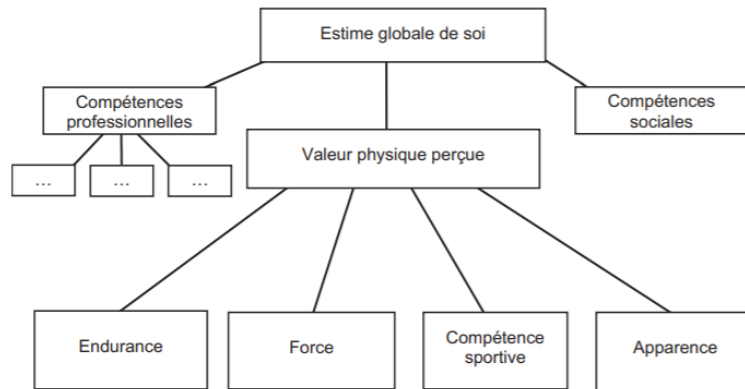 Estime globale de soi
Compétences
professionnelles
Compétences
sociales
Valeur physique perçue
...
...
...
Endurance
Force
Compétence
sportive
Apparence